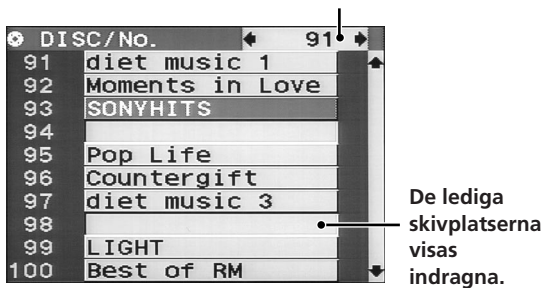 DISC/No. 91
91 diet music 1
92 Moments in Love
93 SONYHITS
94
95 Pop Life
96 Countergift
97 diet music 3
98
99 LIGHT
100 Best of RM
De lediga
skivplatserna
visas
indragna.